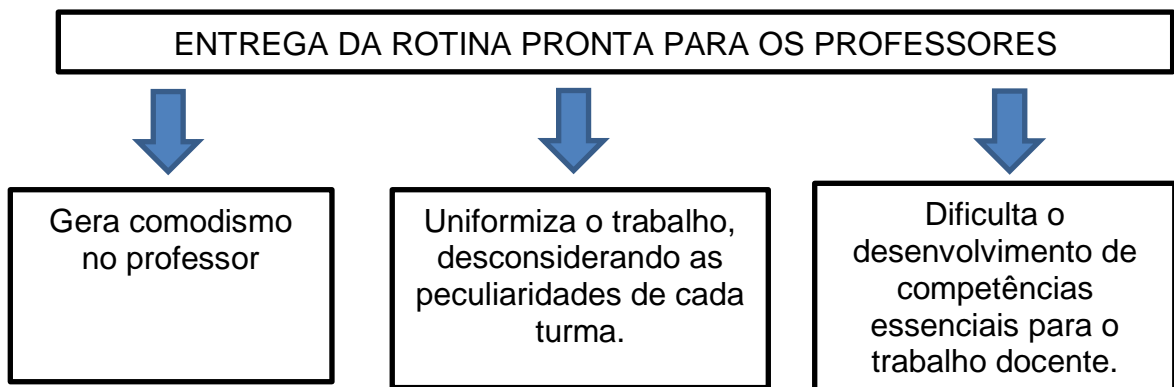 ENTREGA DA ROTINA PRONTA PARA OS PROFESSORES
Gera comodismo
no professor
Uniformiza o trabalho,
desconsiderando as
peculiaridades de cada
turma.
Dificulta o
desenvolvimento de
competências
essenciais para o
trabalho docente.